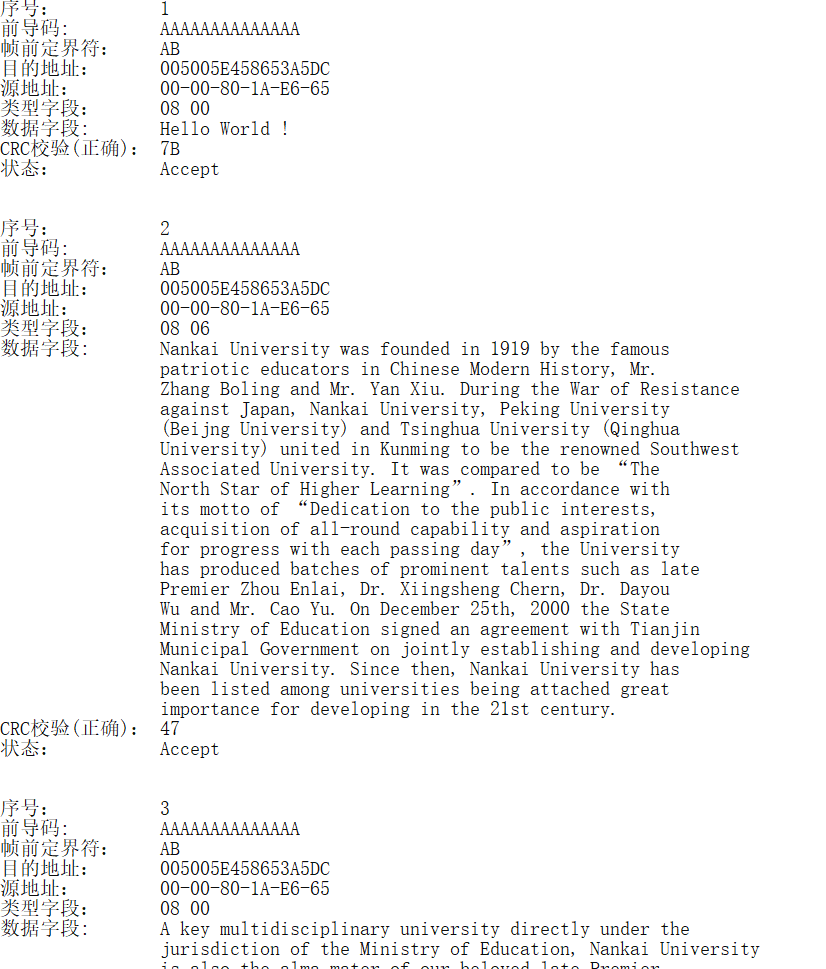 序号: 1
前导码: AAAAAAAAAAAAAA
帧前定界符: AB
目的地址: 005005E458653A5DC
源地址: 00-00-80-1A-E6-65
类型字段: 08 00
数据字段: Hello World !
CRC校验(正确): 7B
状态: Accept
序号: 2
前导码: AAAAAAAAAAAAAA
帧前定界符: AB
目的地址: 005005E458653A5DC
源地址: 00-00-80-1A-E6-65
类型字段: 08 06
数据字段: Nankai University was founded in 1919 by the famous
patriotic educators in Chinese Modern History, Mr.
Zhang Boling and Mr. Yan Xiu. During the War of Resistance
against Japan, Nankai University, Peking University
(Beijng University) and Tsinghua University (Qinghua
University) united in Kunming to be the renowned Southwest
Associated University. It was compared to be “The
North Star of Higher Learning”. In accordance with
its motto of “Dedication to the public interests,
acquisition of all-round capability and aspiration
for progress with each passing day”, the University
has produced batches of prominent talents such as late
Premier Zhou Enlai, Dr. Xiingsheng Chern, Dr. Dayou
Wu and Mr. Cao Yu. On December 25th, 2000 the State
Ministry of Education signed an agreement with Tianjin
Municipal Government on jointly establishing and developing
Nankai University. Since then, Nankai University has
been listed among universities being attached great
importance for developing in the 21st century.
CRC校验(正确): 47
状态: Accept
序号: 3
前导码: AAAAAAAAAAAAAA
帧前定界符: AB
目的地址: 005005E458653A5DC
源地址: 00-00-80-1A-E6-65
类型字段: 08 00
数据字段: A key multidisciplinary university directly under the
jurisdiction of the Ministry of Education, Nankai University
is also the alma mater of our beloved late Premier